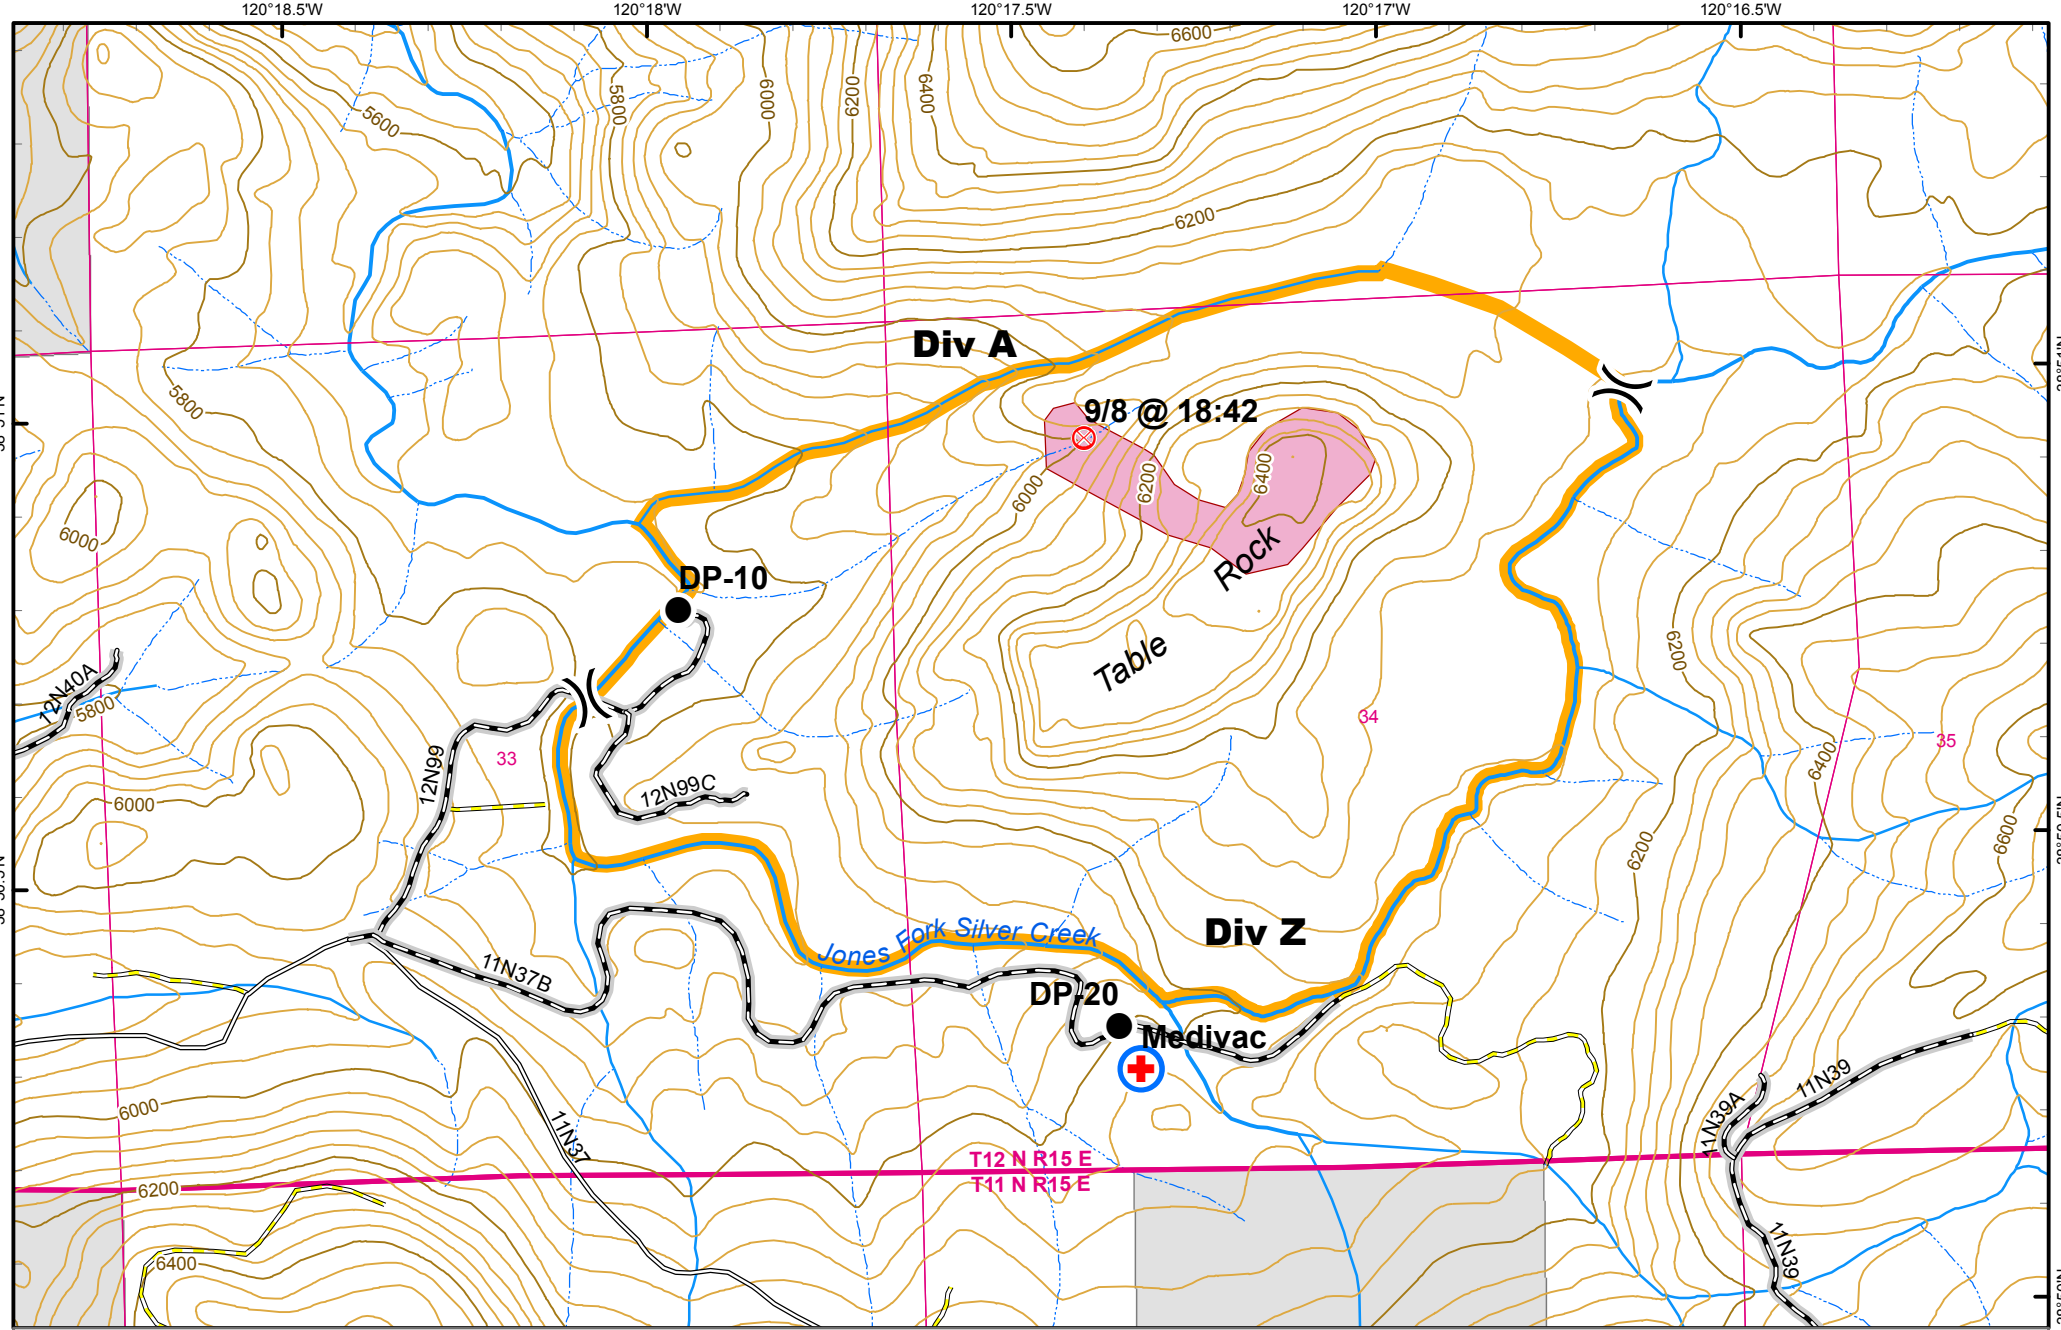 120°18.5'W
120°18'W
120°17.5'W
120°17'W
120°16.5'W
6600
5600
5800
6000
6200
6400
6200
Div A
5800
9/8 @ 18:42
6000
6200
6400
6000
Rock
DP-10
Table
12N40A
5800
6200
34
35
33
12N99
12N99C
6400
6000
6200
6600
Div Z
Jones Fork Silver Creek
11N37B
DP-20
Medivac
6000
11N37
11N39
11N39A
T12 N R15 E
T11 N R15 E
6200
6400
11N39